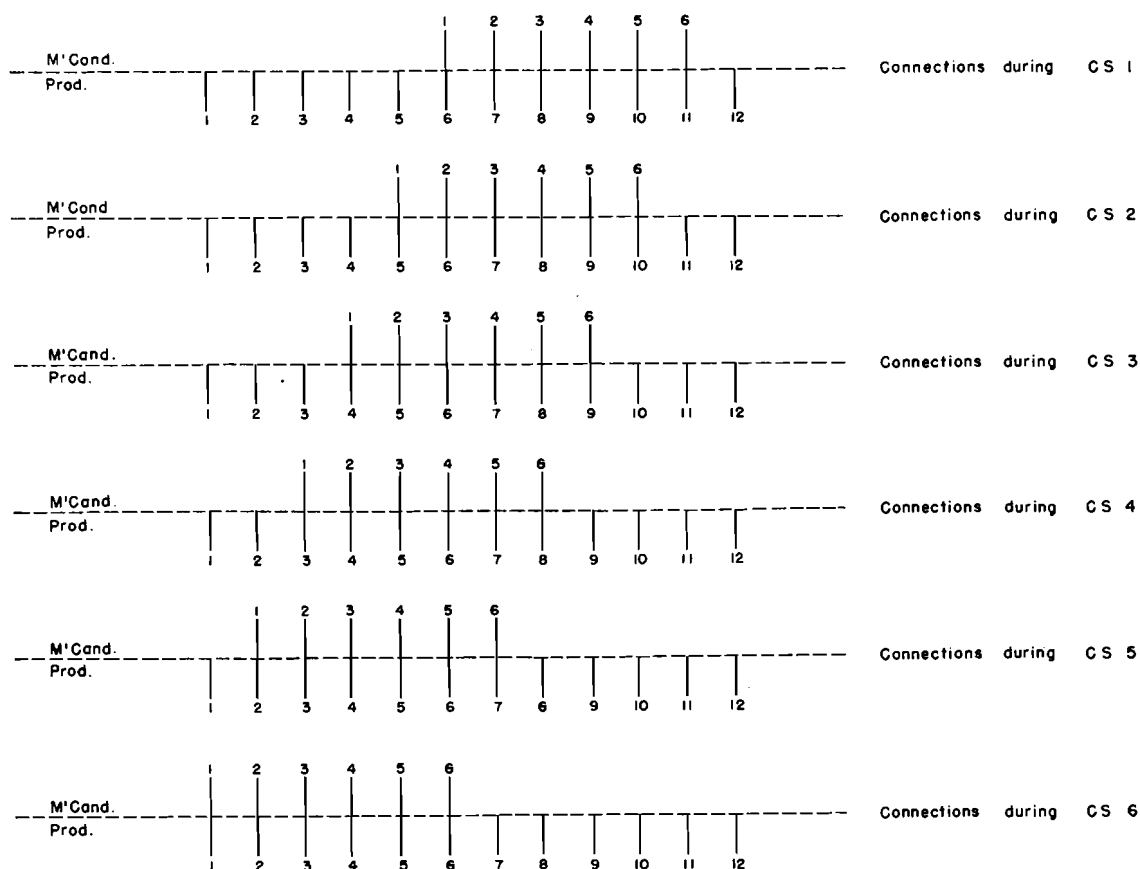 1 2 3 4 5 6
M'Cand. Connections during CS 1
Prod.
1 2 3 4 5 6 7 8 9 10 11 12
1 2 3 4 5 6
M'Cond Connections during CS 2
Prod.
1 2 3 4 5 6 7 8 9 10 11 12
1 2 3 4 5 6
M'Cand. Connections during CS 3
Prod.
1 2 3 4 5 6 7 8 9 10 11 12
1 2 3 4 5 6
M'Cand. Connections during CS 4
Prod.
1 2 3 4 5 6 7 8 9 10 11 12
1 2 3 4 5 6
M'Cand. Connections during CS 5
Prod.
1 2 3 4 5 6 7 6 9 10 11 12
1 2 3 4 5 6
M'Cand. Connections during CS 6
Prod.
1 2 3 4 5 6 7 8 9 10 11 12